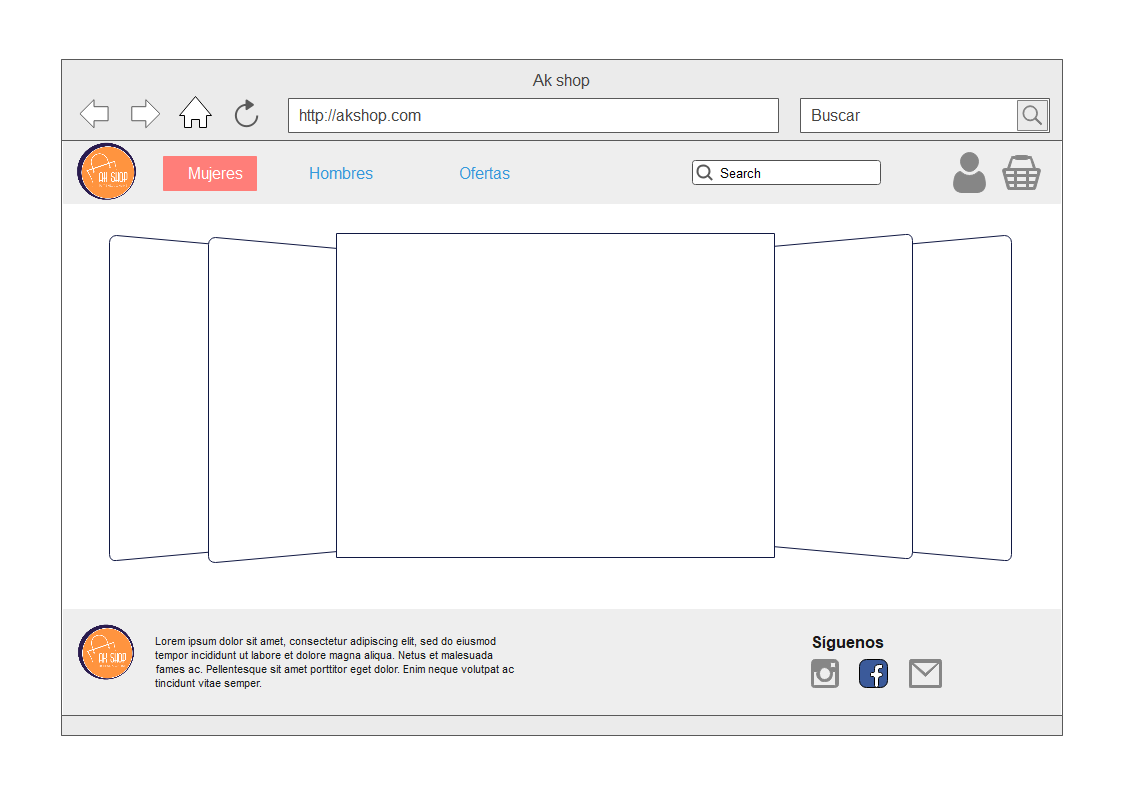 Ak shop
http://akshop.com
Buscar
AK SHOP
Mujeres
Hombres
Ofertas
Search
AK SHOP
Lorem ipsum dolor sit amet, consectetur adipiscing elit, sed do eiusmod
tempor incididunt ut labore et dolore magna aliqua. Netus et malesuada
fames ac. Pellentesque sit amet porttitor eget dolor. Enim neque volutpat ac
tincidunt vitae semper.
Síguenos